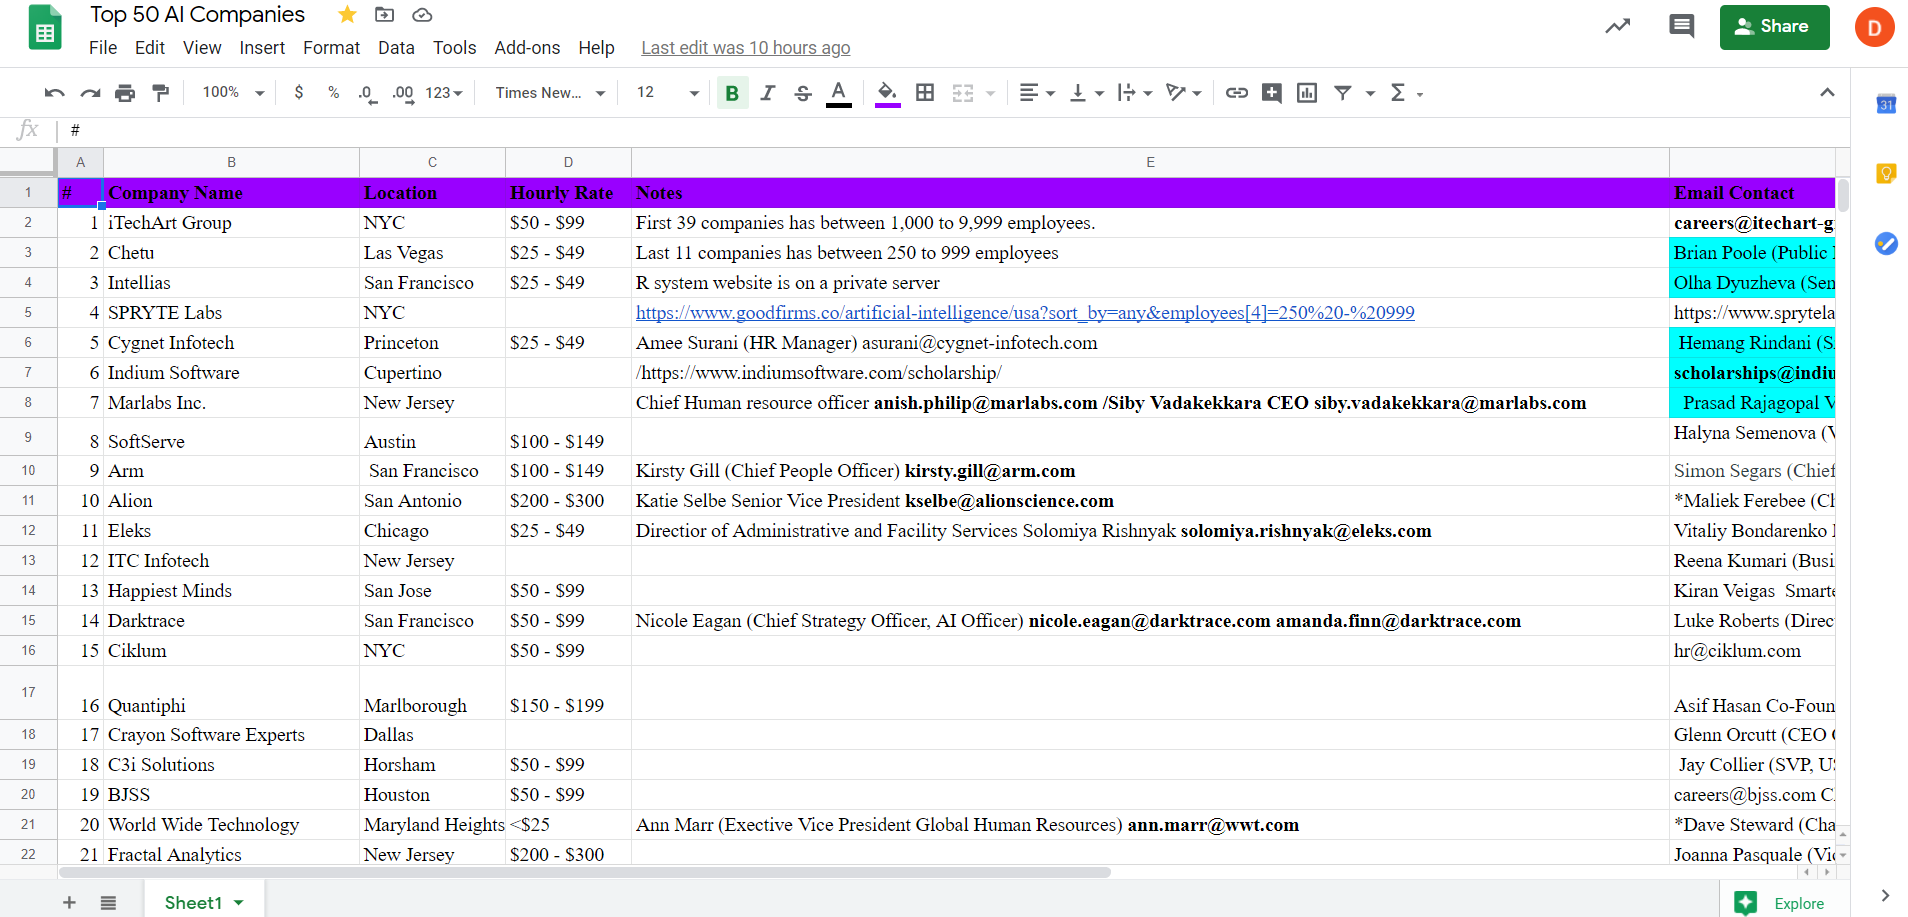 Top 50 AI Companies
File Edit View Insert Format Data Tools Add-ons Help Last edit was 10 hours ago
Share
D
100% $ % .0 .00 123 Times New... 12 B I S A Σ
31
fx #
A B C D E
1 # Company Name Location Hourly Rate Notes Email Contact
2 1 iTechArt Group NYC $50 - $99 First 39 companies has between 1,000 to 9,999 employees. careers@itechart-g
3 2 Chetu Las Vegas $25 - $49 Last 11 companies has between 250 to 999 employees Brian Poole (Public
4 3 Intellias San Francisco $25 - $49 R system website is on a private server Olha Dyuzheva (Sen
5 4 SPRYTE Labs NYC https://www.goodfirms.co/artificial-intelligence/usa?sort_by=any&employees[4]=250%20-%20999 https://www.sprytela
6 5 Cygnet Infotech Princeton $25 - $49 Amee Surani (HR Manager) asurani@cygnet-infotech.com Hemang Rindani (S
7 6 Indium Software Cupertino /https://www.indiumsoftware.com/scholarship/ scholarships@indiu
8 7 Marlabs Inc. New Jersey Chief Human resource officer anish.philip@marlabs.com /Siby Vadakekkara CEO siby.vadakekkara@marlabs.com Prasad Rajagopal V
9 8 SoftServe Austin $100 - $149 Halyna Semenova (V
10 9 Arm San Francisco $100 - $149 Kirsty Gill (Chief People Officer) kirsty.gill@arm.com Simon Segars (Chief
11 10 Alion San Antonio $200 - $300 Katie Selbe Senior Vice President kselbe@alionscience.com *Maliek Ferebee (Ch
12 11 Eleks Chicago $25 - $49 Directior of Administrative and Facility Services Solomiya Rishnyak solomiya.rishnyak@eleks.com Vitaliy Bondarenko
13 12 ITC Infotech New Jersey Reena Kumari (Busi
14 13 Happiest Minds San Jose $50 - $99 Kiran Veigas Smarte
15 14 Darktrace San Francisco $50 - $99 Nicole Eagan (Chief Strategy Officer, AI Officer) nicole.eagan@darktrace.com amanda.finn@darktrace.com Luke Roberts (Direc
16 15 Ciklum NYC $50 - $99 hr@ciklum.com
17 16 Quantiphi Marlborough $150 - $199 Asif Hasan Co-Foun
18 17 Crayon Software Experts Dallas Glenn Orcutt (CEO
19 18 C3i Solutions Horsham $50 - $99 Jay Collier (SVP, US
20 19 BJSS Houston $50 - $99 careers@bjss.com C
21 20 World Wide Technology Maryland Heights <$25 Ann Marr (Exective Vice President Global Human Resources) ann.marr@wwt.com *Dave Steward (Cha
22 21 Fractal Analytics New Jersey $200 - $300 Joanna Pasquale (Vic
Sheet1
Explore